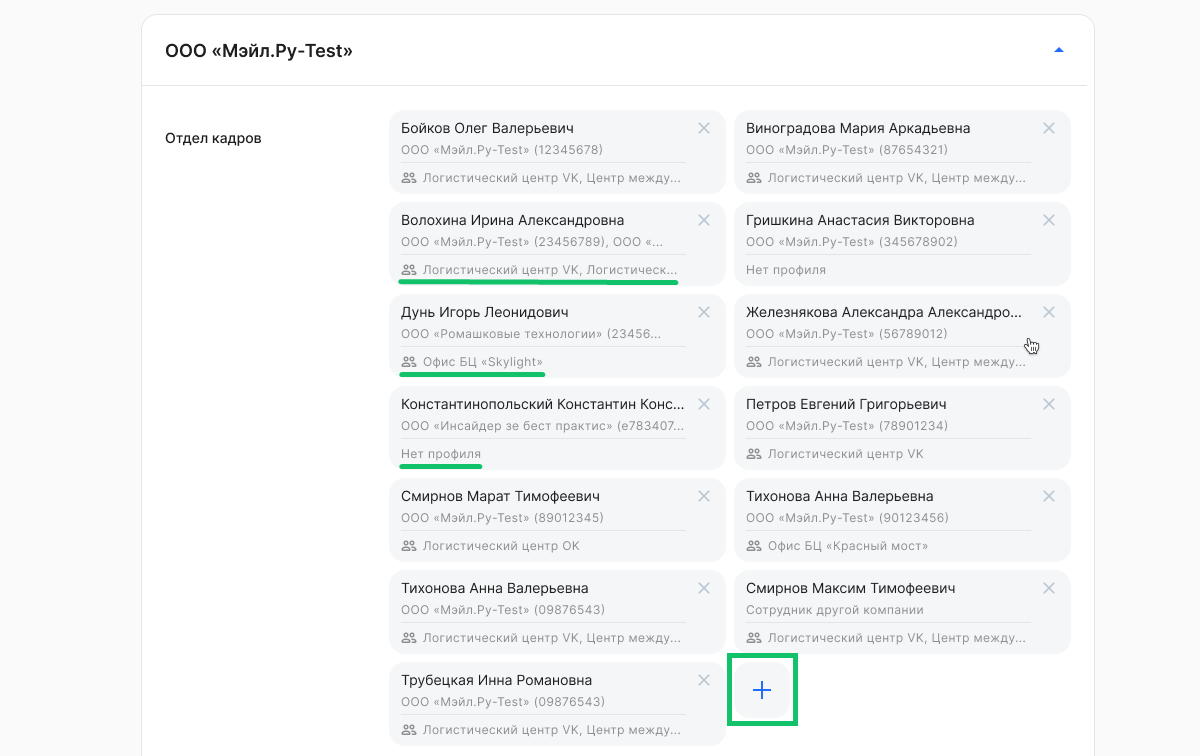 ООО «Мэйл.Ру-Test»
Отдел кадров
Бойков Олег Валерьевич
ООО «Мэйл.Ру-Test» (12345678)
Логистический центр VK, Центр между...
Виноградова Мария Аркадьевна
ООО «Мэйл.Ру-Test» (87654321)
Логистический центр VK, Центр между...
Волохина Ирина Александровна
ООО «Мэйл.Ру-Test» (23456789), ООО «...
Логистический центр VK, Логистическ...
Гришкина Анастасия Викторовна
ООО «Мэйл.Ру-Test» (345678902)
Нет профиля
Дунь Игорь Леонидович
ООО «Ромашковые технологии» (23456...
Офис БЦ «Skylight»
Железнякова Александра Александро...
ООО «Мэйл.Ру-Test» (56789012)
Логистический центр VK, Центр между...
Константинопольский Константин Конс...
ООО «Инсайдер зе бест практис» (e783407...
Нет профиля
Петров Евгений Григорьевич
ООО «Мэйл.Ру-Test» (78901234)
Логистический центр VK
Смирнов Марат Тимофеевич
ООО «Мэйл.Ру-Test» (89012345)
Логистический центр OK
Тихонова Анна Валерьевна
ООО «Мэйл.Ру-Test» (90123456)
Офис БЦ «Красный мост»
Тихонова Анна Валерьевна
ООО «Мэйл.Ру-Test» (09876543)
Логистический центр VK, Центр между...
Смирнов Максим Тимофеевич
Сотрудник другой компании
Логистический центр VK, Центр между...
Трубецкая Инна Романовна
ООО «Мэйл.Ру-Test» (09876543)
Логистический центр VK, Центр между...